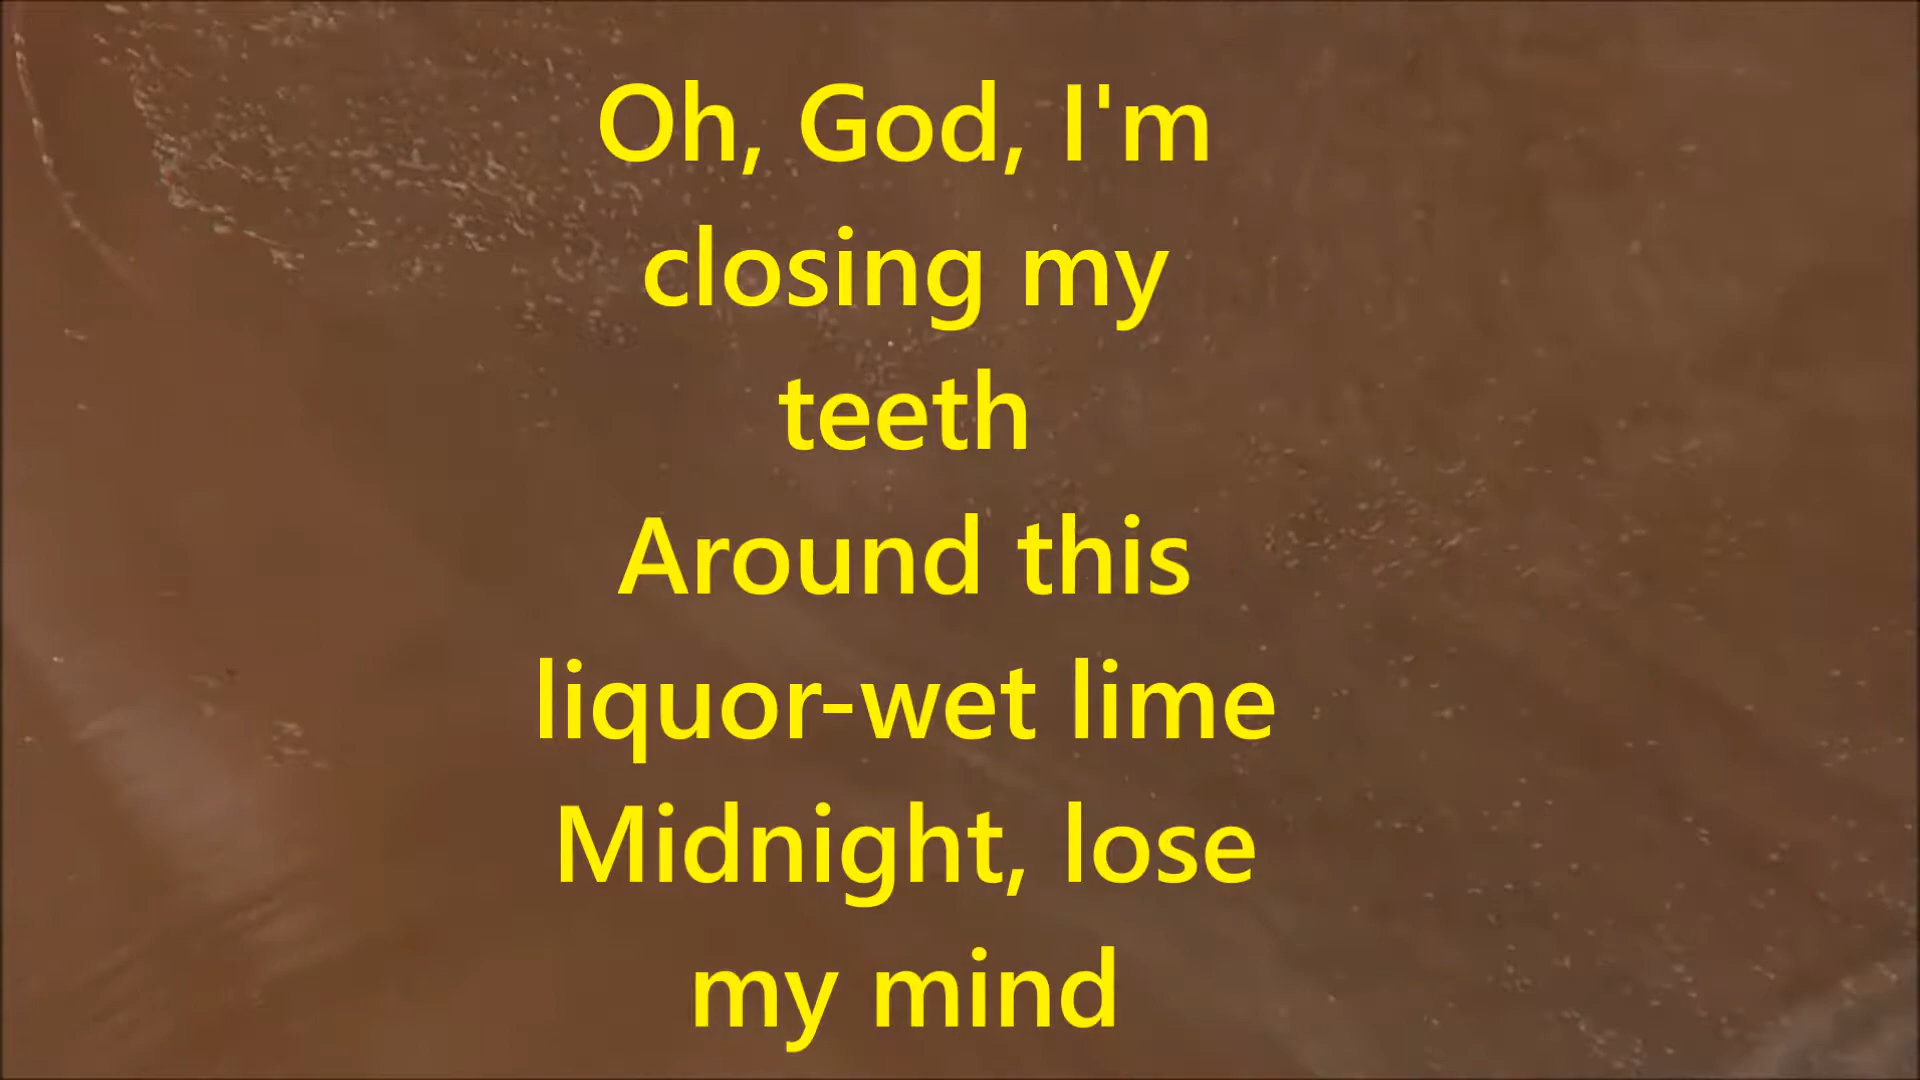 Oh, God, I'm
closing my
teeth
Around this
liquor-wet lime
Midnight, lose
my mind